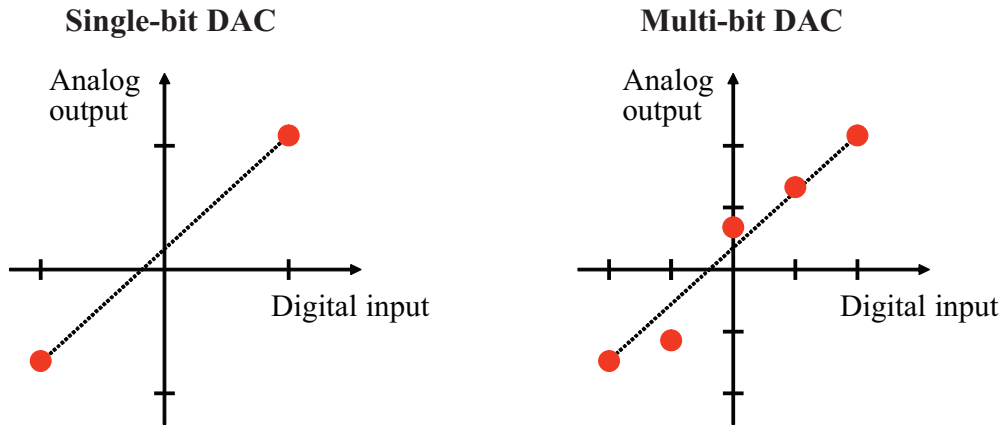 Single-bit DAC
Analog
output
Digital input
Multi-bit DAC
Analog
output
Digital input